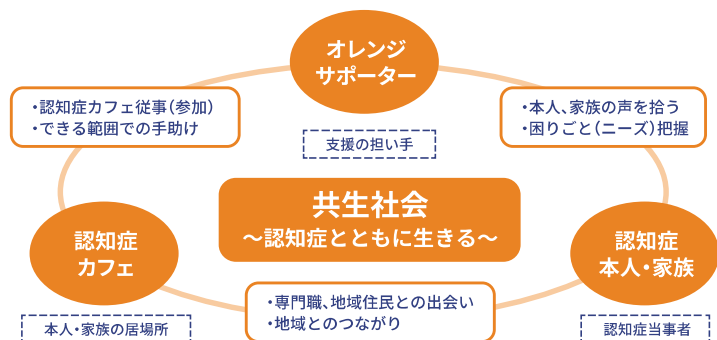 オレンジ
サポーター
・認知症カフェ従事（参加）
・できる範囲での手助け
・本人、家族の声を拾う
・困りごと（ニーズ）把握
支援の担い手
共生社会
〜認知症とともに生きる〜
認知症
カフェ
認知症
本人・家族
・専門職、地域住民との出会い
・地域とのつながり
本人・家族の居場所
認知症当事者